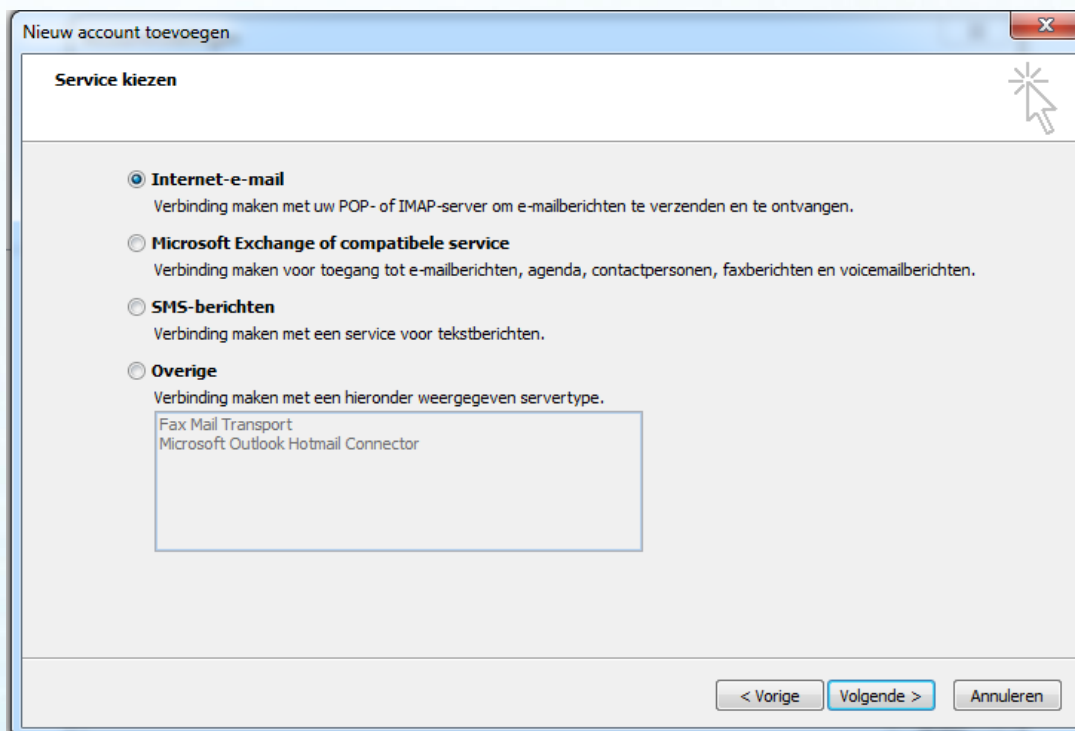 Nieuw account toevoegen
Service kiezen
Internet-e-mail
Verbinding maken met uw POP- of IMAP-server om e-mailberichten te verzenden en te ontvangen.
Microsoft Exchange of compatibele service
Verbinding maken voor toegang tot e-mailberichten, agenda, contactpersonen, faxberichten en voicemailberichten.
SMS-berichten
Verbinding maken met een service voor tekstberichten.
Overige
Verbinding maken met een hieronder weergegeven servertype.
Fax Mail Transport
Microsoft Outlook Hotmail Connector
< Vorige Volgende > Annuleren